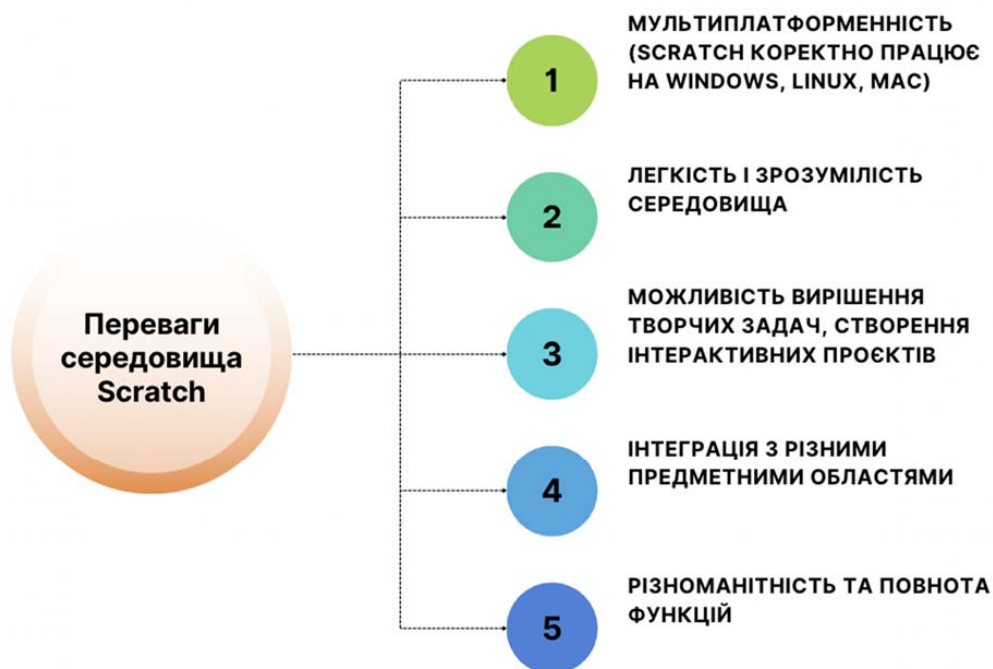 Переваги
середовища
Scratch
1
МУЛЬТИПЛАТФОРМЕННІСТЬ
(SCRATCH КОРЕКТНО ПРАЦЮЄ
НА WINDOWS, LINUX, MAC)
2
ЛЕГКІСТЬ І ЗРОЗУМІЛІСТЬ
СЕРЕДОВИЩА
3
МОЖЛИВІСТЬ ВИРІШЕННЯ
ТВОРЧИХ ЗАДАЧ, СТВОРЕННЯ
ІНТЕРАКТИВНИХ ПРОЄКТІВ
4
ІНТЕГРАЦІЯ З РІЗНИМИ
ПРЕДМЕТНИМИ ОБЛАСТЯМИ
5
РІЗНОМАНІТНІСТЬ ТА ПОВНОТА
ФУНКЦІЙ